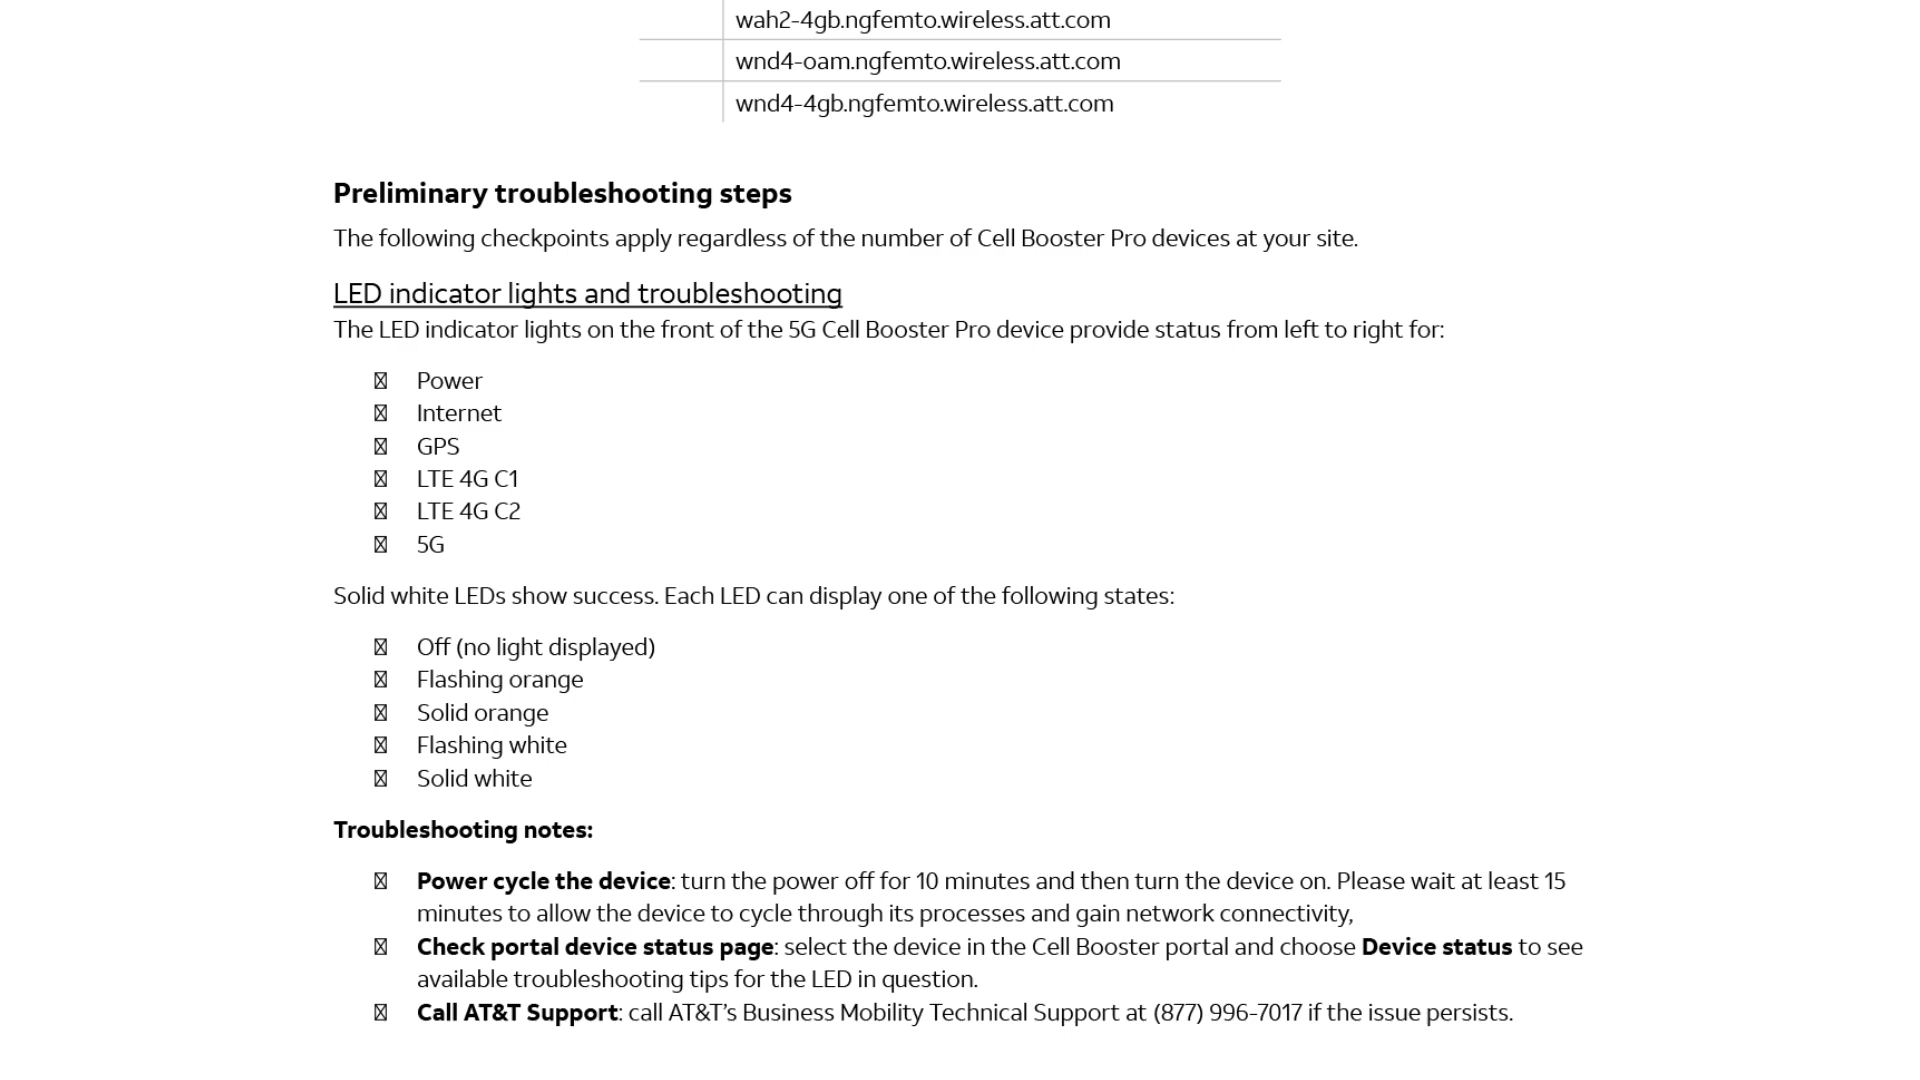 wah2-4gb.ngfemto.wireless.att.com
wnd4-oam.ngfemto.wireless.att.com
wnd4-4gb.ngfemto.wireless.att.com
Preliminary troubleshooting steps
The following checkpoints apply regardless of the number of Cell Booster Pro devices at your site.
LED indicator lights and troubleshooting
The LED indicator lights on the front of the 5G Cell Booster Pro device provide status from left to right for:
Power
Internet
GPS
LTE 4G C1
LTE 4G C2
5G
Solid white LEDs show success. Each LED can display one of the following states:
Off (no light displayed)
Flashing orange
Solid orange
Flashing white
Solid white
Troubleshooting notes:
Power cycle the device: turn the power off for 10 minutes and then turn the device on. Please wait at least 15
minutes to allow the device to cycle through its processes and gain network connectivity,
Check portal device status page: select the device in the Cell Booster portal and choose Device status to see
available troubleshooting tips for the LED in question.
Call AT&T Support: call AT&T’s Business Mobility Technical Support at (877) 996-7017 if the issue persists.